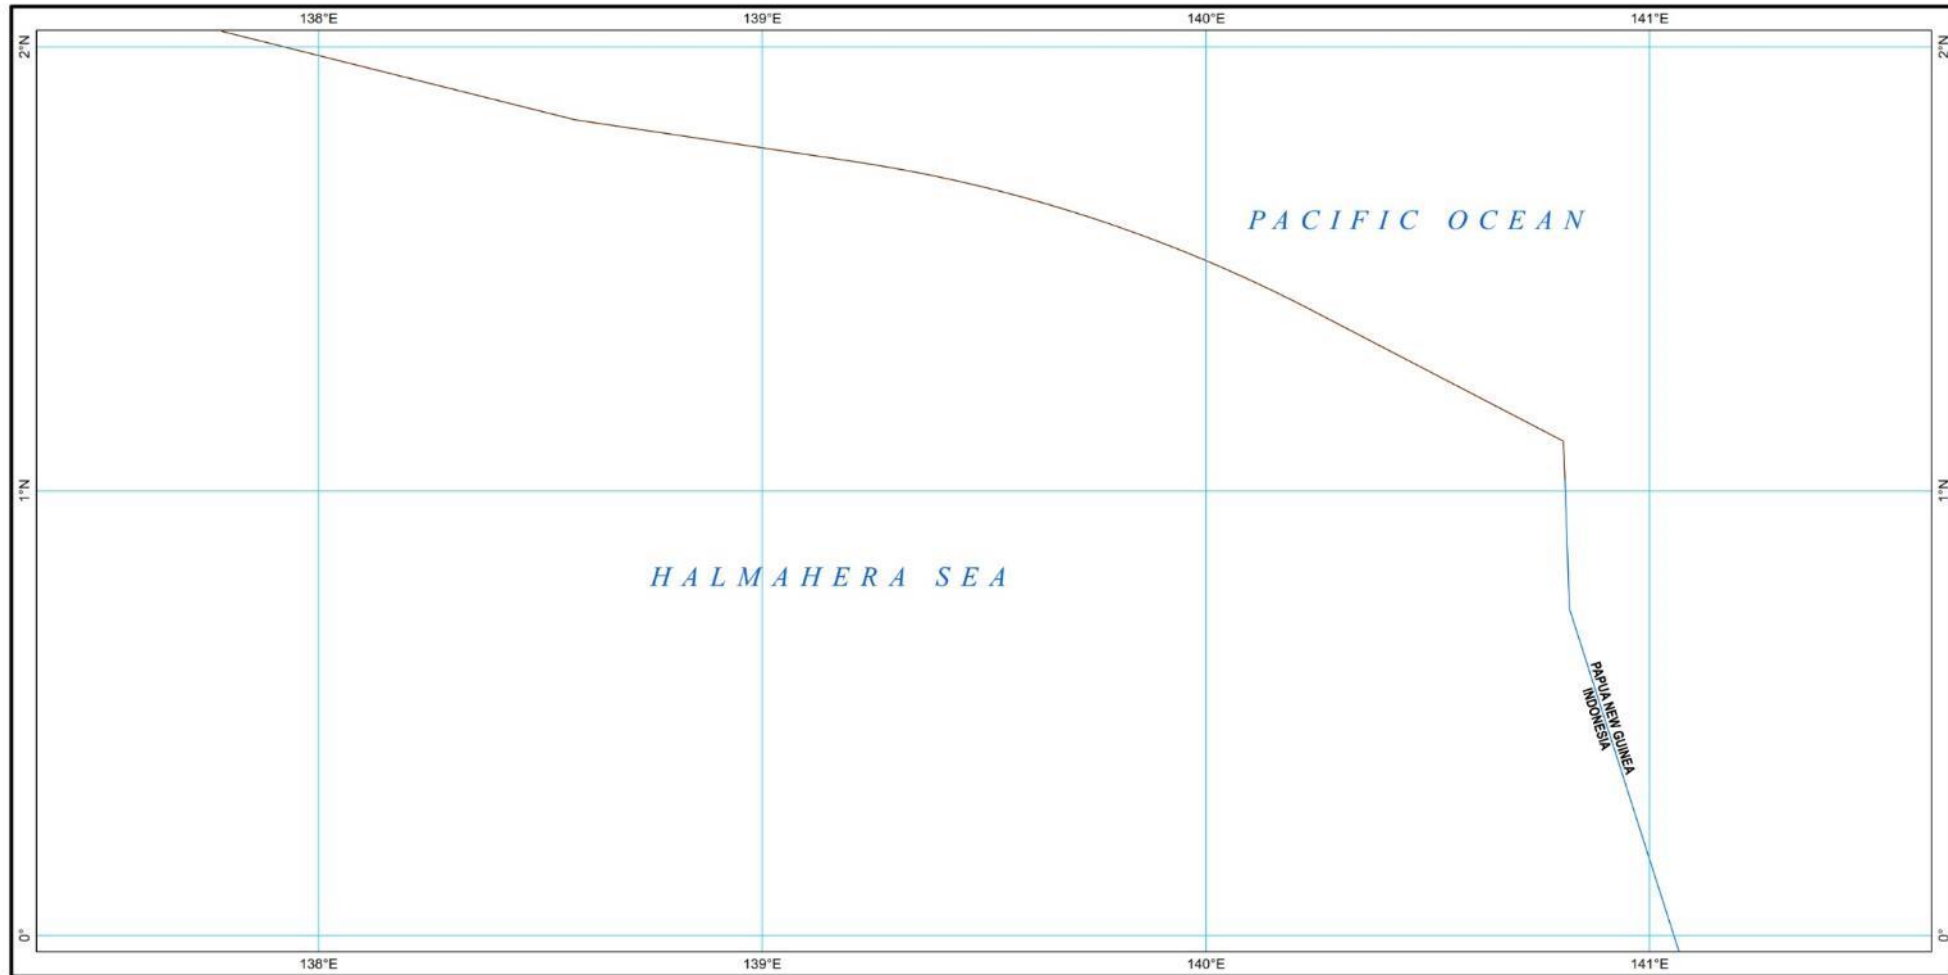 138°E 139°E 140°E 141°E
2°N 2°N
PACIFIC OCEAN
1°N 1°N
HALMAHERA SEA
PAPUA NEW GUINEA
INDONESIA
0° 0°
138°E 139°E 140°E 141°E